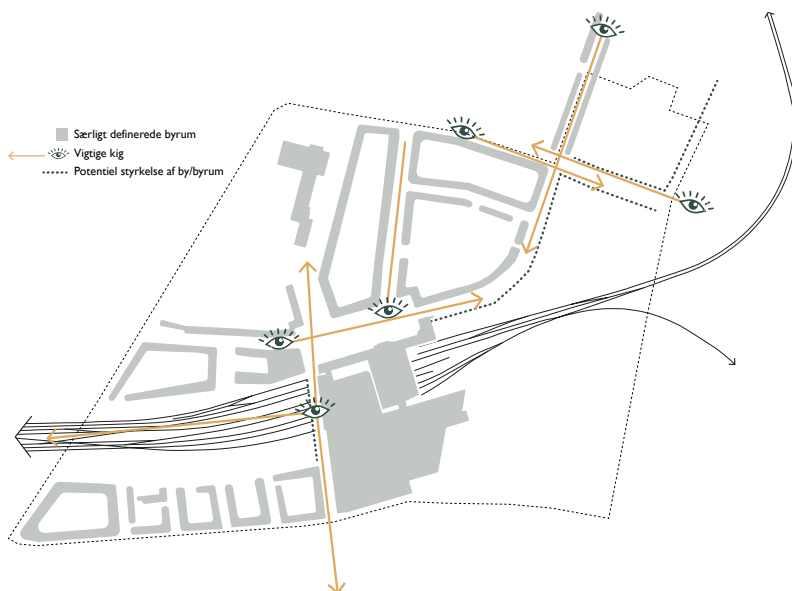 Særligt definerede byrum
Vigtige kig
Potentiel styrkelse af by/byrum